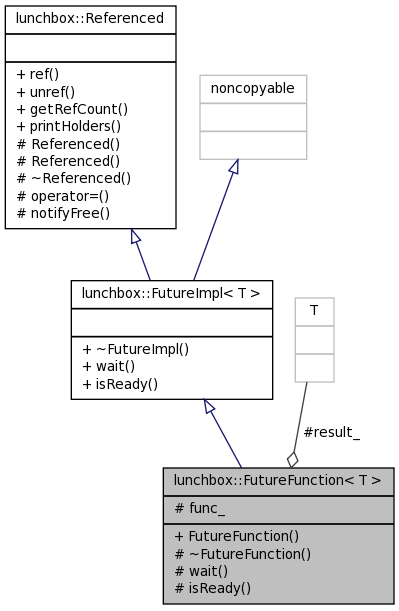 lunchbox::Referenced
+ ref()
+ unref()
+ getRefCount()
+ printHolders()
# Referenced()
# Referenced()
# ~Referenced()
# operator=()
# notifyFree()
noncopyable
lunchbox::FutureImpl< T >
+ ~FutureImpl()
+ wait()
+ isReady()
T
#result_
lunchbox::FutureFunction< T >
# func_
+ FutureFunction()
# ~FutureFunction()
# wait()
# isReady()